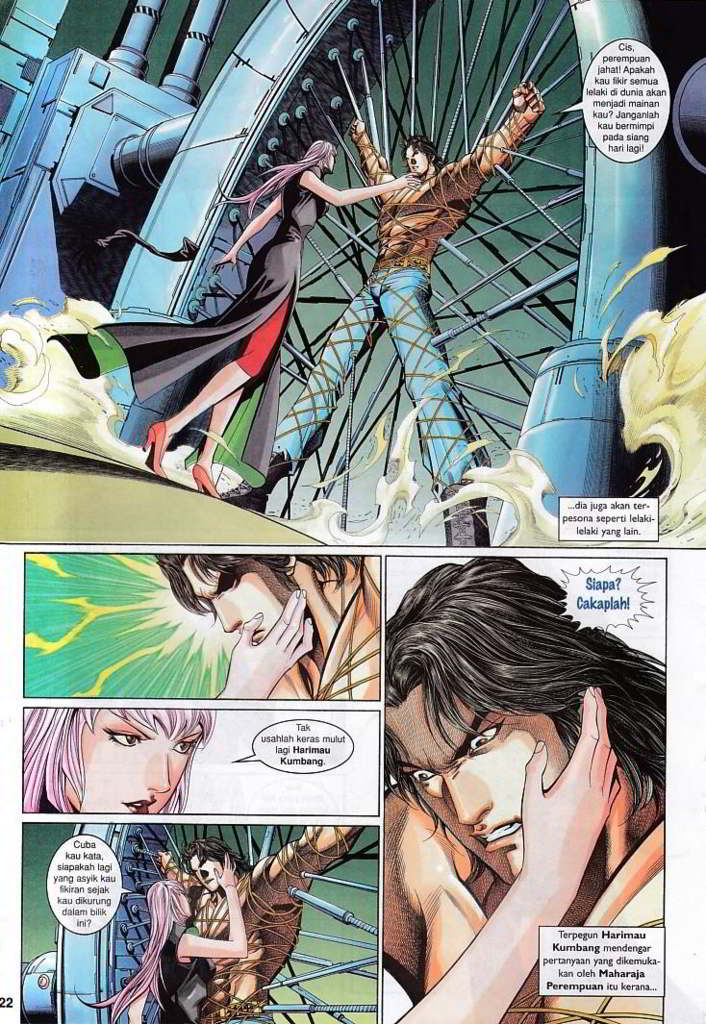 Cis,
perempuan
jahat! Apakah
kau fikir semua
lelaki di dunia akan
menjadi mainan
kau? Janganlah
kau bermimpi
pada siang
hari lagi!
...dia juga akan ter-
pesona seperti lelaki-
lelaki yang lain.
Tak
usahlah keras mulut
lagi Harimau
Kumbang.
Cuba
kau kata,
siapakah lagi
yang asyik kau
fikiran sejak
kau dikurung
dalam bilik
ini?
Siapa?
Cakaplah!
Terpegun Harimau
Kumbang mendengar
pertanyaan yang dikemuka-
kan oleh Maharaja
Perempuan itu kerana...
22